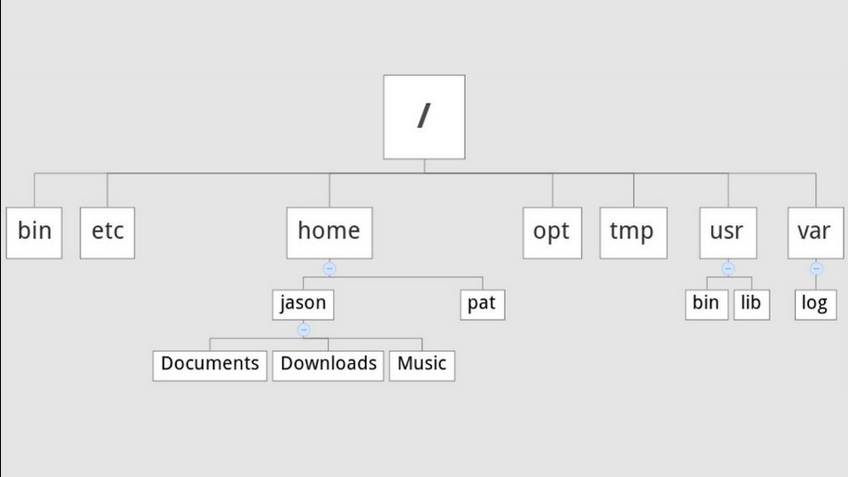 /
bin etc home opt tmp usr var
jason pat bin lib log
Documents Downloads Music